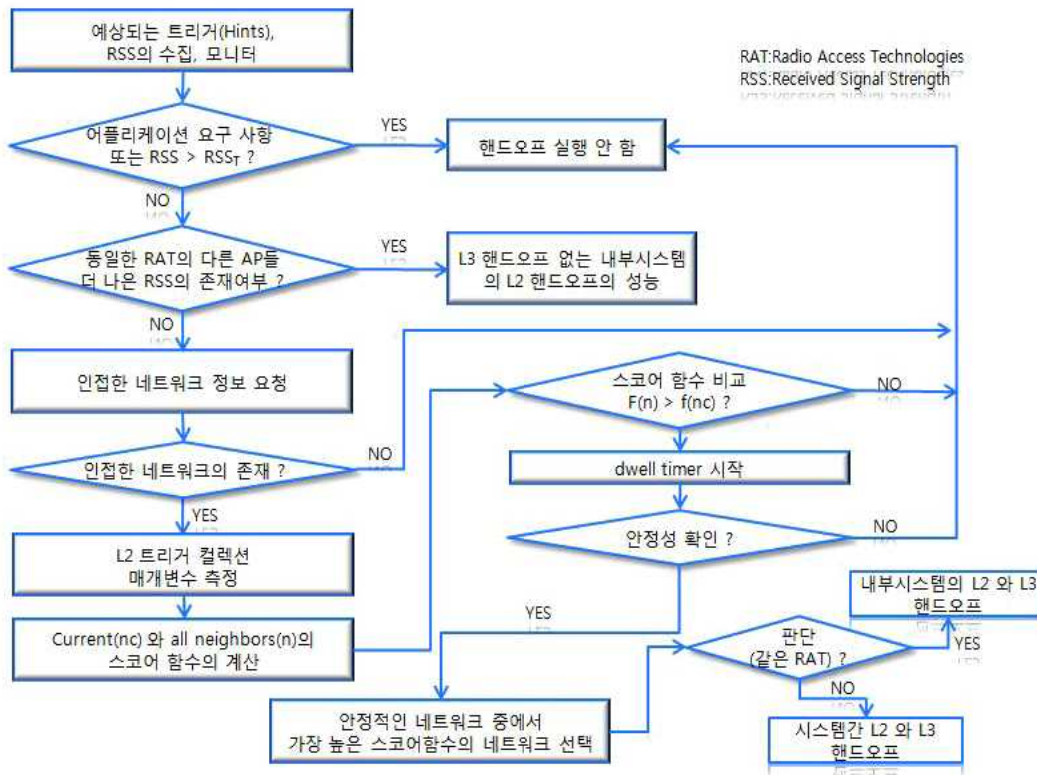 예상되는 트리거(Hints),
RSS의 수집, 모니터
RAT:Radio Access Technologies
RSS:Received Signal Strength
어플리케이션 요구 사항
또는 RSS > RSST ?
YES
핸드오프 실행 안 함
NO
동일한 RAT의 다른 AP들
더 나은 RSS의 존재여부 ?
YES
L3 핸드오프 없는 내부시스템
의 L2 핸드오프의 성능
NO
인접한 네트워크 정보 요청
스코어 함수 비교
F(n) > f(nc) ?
NO
인접한 네트워크의 존재 ?
NO
dwell timer 시작
YES
안정성 확인 ?
NO
L2 트리거 컬렉션
매개변수 측정
내부시스템의 L2 와 L3
핸드오프
Current(nc) 와 all neighbors(n)의
스코어 함수의 계산
YES
판단
(같은 RAT) ?
YES
NO
안정적인 네트워크 중에서
가장 높은 스코어함수의 네트워크 선택
시스템간 L2 와 L3
핸드오프